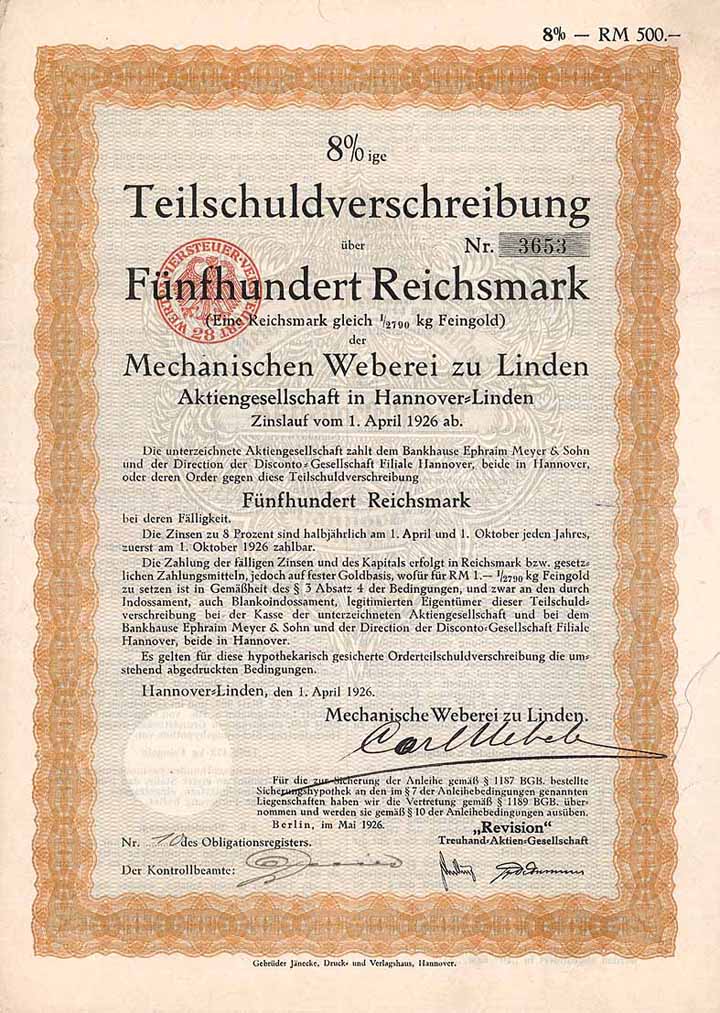 8% — RM 500.—
8% ige
Teilschuldverschreibung
über Nr. 3653
Fünfhundert Reichsmark
(Eine Reichsmark gleich 1/2790 kg Feingold)
der
Mechanischen Weberei zu Linden
Aktiengesellschaft in Hannover-Linden
Zinslauf vom 1. April 1926 ab.
Die unterzeichnete Aktiengesellschaft zahlt dem Bankhause Ephraim Meyer & Sohn
und der Direction der Disconto-Gesellschaft Filiale Hannover, beide in Hannover,
oder deren Order gegen diese Teilschuldverschreibung
Fünfhundert Reichsmark
bei deren Fälligkeit.
Die Zinsen zu 8 Prozent sind halbjährlich am 1. April und 1. Oktober jeden Jahres,
zuerst am 1. Oktober 1926 zahlbar.
Die Zahlung der fälligen Zinsen und des Kapitals erfolgt in Reichsmark bzw. gesetz-
lichen Zahlungsmitteln, jedoch auf fester Goldbasis, wofür für RM 1.— 1/2790 kg Feingold
zu setzen ist in Gemäßheit des § 3 Absatz 4 der Bedingungen, und zwar an den durch
Indossament, auch Blankoindossament, legitimierten Eigentümer dieser Teilschuld-
verschreibung bei der Kasse der unterzeichneten Aktiengesellschaft und bei dem
Bankhause Ephraim Meyer & Sohn und der Direction der Disconto-Gesellschaft Filiale
Hannover, beide in Hannover.
Es gelten für diese hypothekarisch gesicherte Orderteilschuldverschreibung die um-
stehend abgedruckten Bedingungen.
Hannover-Linden, den 1. April 1926.
Mechanische Weberei zu Linden.
Für die zur Sicherung der Anleihe gemäß § 1187 BGB. bestellte
Sicherungshypothek an den im § 7 der Anleihebedingungen genannten
Liegenschaften haben wir die Vertretung gemäß § 1189 BGB. über-
nommen und werden sie gemäß § 10 der Anleihebedingungen ausüben.
Berlin, im Mai 1926.
„Revision"
Treuhand-Aktien-Gesellschaft
Nr. 10 des Obligationsregisters.
Der Kontrollbeamte:
Gebrüder Jänecke, Druck- und Verlagshaus, Hannover.